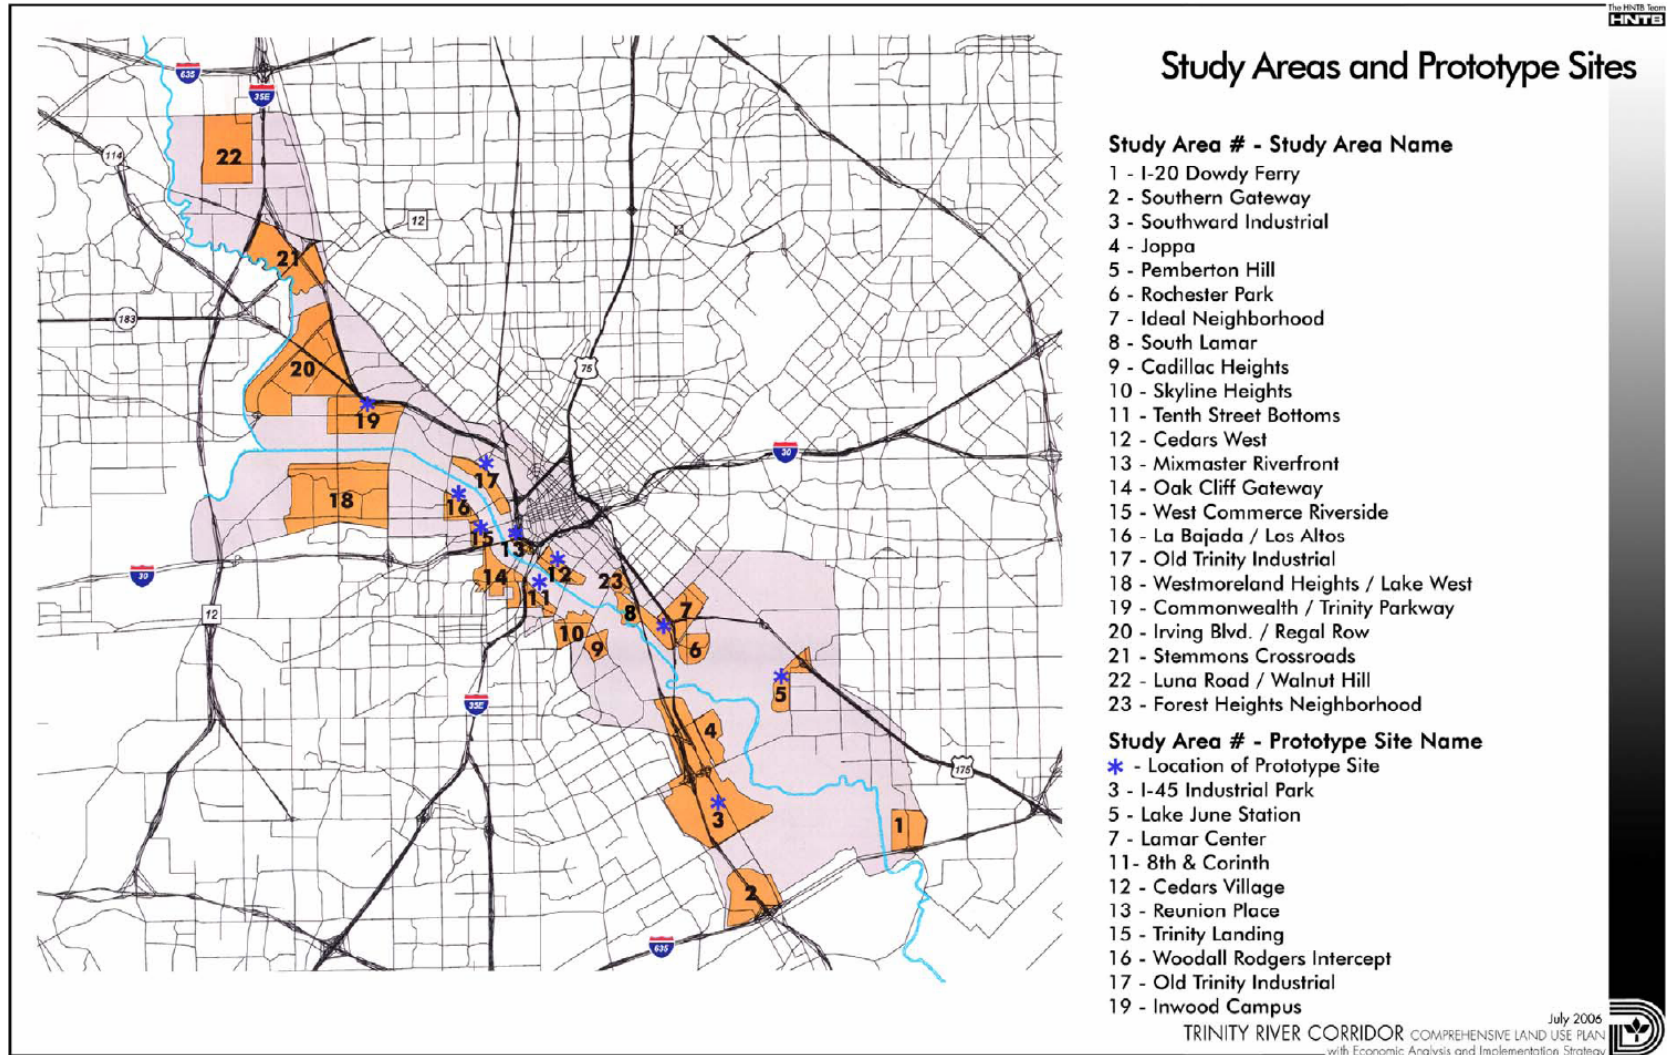 The HNTB Team
HNTB
Study Areas and Prototype Sites
Study Area # - Study Area Name
1 - I-20 Dowdy Ferry
2 - Southern Gateway
3 - Southward Industrial
4 - Joppa
5 - Pemberton Hill
6 - Rochester Park
7 - Ideal Neighborhood
8 - South Lamar
9 - Cadillac Heights
10 - Skyline Heights
11 - Tenth Street Bottoms
12 - Cedars West
13 - Mixmaster Riverfront
14 - Oak Cliff Gateway
15 - West Commerce Riverside
16 - La Bajada / Los Altos
17 - Old Trinity Industrial
18 - Westmoreland Heights / Lake West
19 - Commonwealth / Trinity Parkway
20 - Irving Blvd. / Regal Row
21 - Stemmons Crossroads
22 - Luna Road / Walnut Hill
23 - Forest Heights Neighborhood
Study Area # - Prototype Site Name
* - Location of Prototype Site
3 - I-45 Industrial Park
5 - Lake June Station
7 - Lamar Center
11- 8th & Corinth
12 - Cedars Village
13 - Reunion Place
15 - Trinity Landing
16 - Woodall Rodgers Intercept
17 - Old Trinity Industrial
19 - Inwood Campus
July 2006
TRINITY RIVER CORRIDOR COMPREHENSIVE LAND USE PLAN
with Economic Analysis and Implementation Strategy
635
35E
114
22
12
21
183
20
75
19
30
17
18
16
15
13
14
12
11
23
30
12
8
7
10
9
6
5
35E
4
175
3
1
2
635